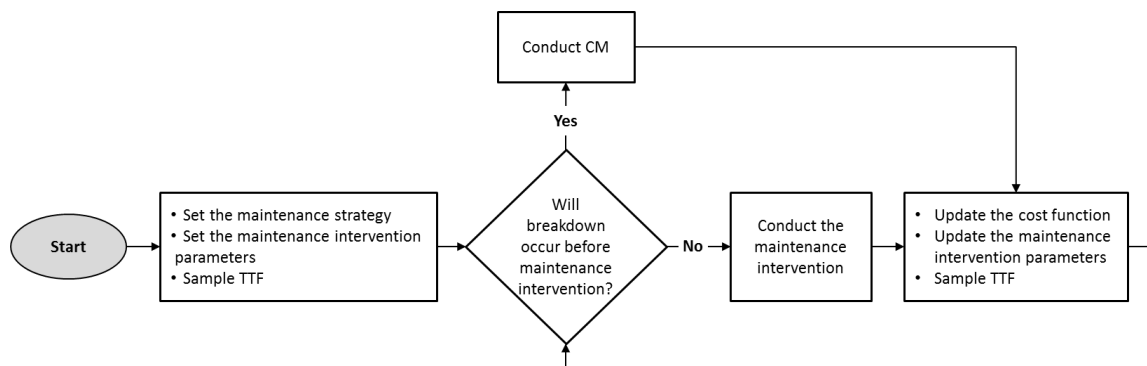 Conduct CM
Yes
Start
• Set the maintenance strategy
• Set the maintenance intervention
parameters
• Sample TTF
Will
breakdown
occur before
maintenance
intervention?
No
Conduct the
maintenance
intervention
• Update the cost function
• Update the maintenance
intervention parameters
• Sample TTF